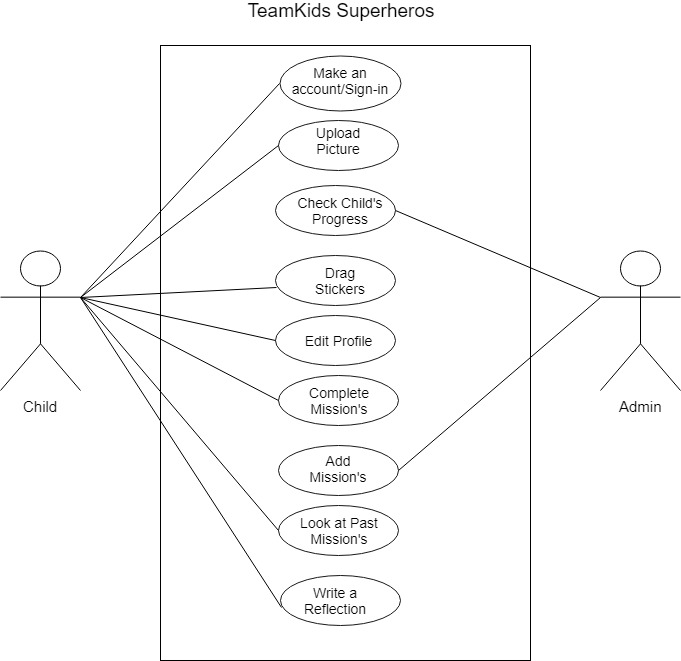 TeamKids Superheros
Make an
account/Sign-in
Upload
Picture
Check Child's
Progress
Drag
Stickers
Edit Profile
Complete
Mission's
Add
Mission's
Look at Past
Mission's
Write a
Reflection
Child
Admin